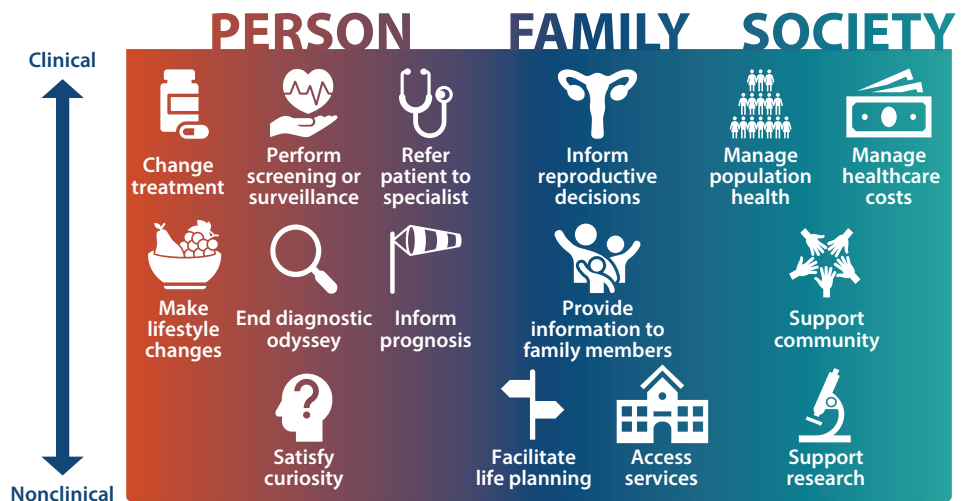 PERSON FAMILY SOCIETY
Clinical
Change
treatment
Perform
screening or
surveillance
Refer
patient to
specialist
Inform
reproductive
decisions
Manage
population
health
Manage
healthcare
costs
Make
lifestyle
changes
End diagnostic
odyssey
Inform
prognosis
Provide
information to
family members
Support
community
?
Satisfy
curiosity
Facilitate
life planning
Access
services
Support
research
Nonclinical